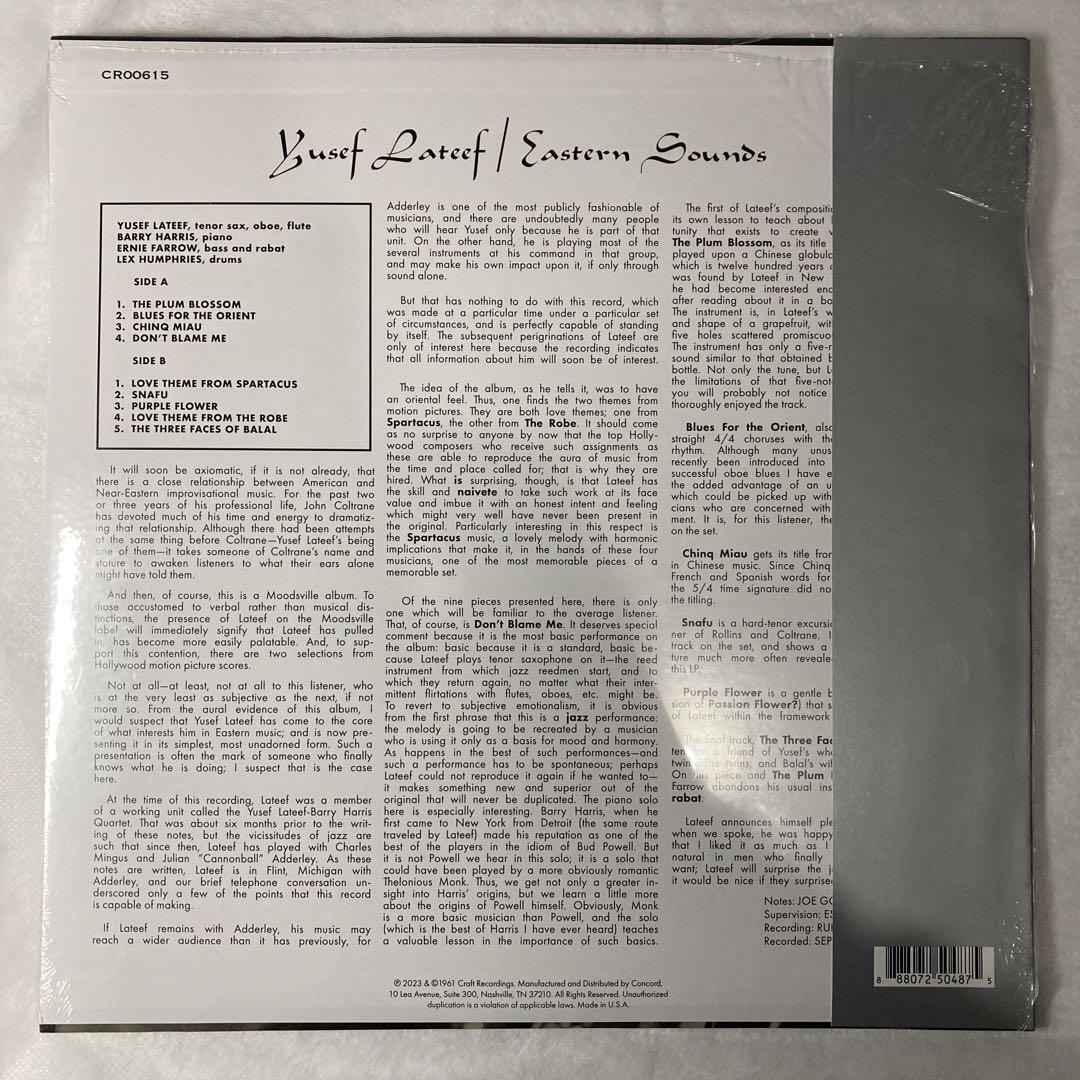 CR00615
Yusef Lateef / Eastern Sounds
YUSEF LATEEF, tenor sax, oboe, flute
BARRY HARRIS, piano
ERNIE FARROW, bass and rabat
LEX HUMPHRIES, drums
SIDE A
1. THE PLUM BLOSSOM
2. BLUES FOR THE ORIENT
3. CHINQ MIAU
4. DON'T BLAME ME
SIDE B
1. LOVE THEME FROM SPARTACUS
2. SNAFU
3. PURPLE FLOWER
4. LOVE THEME FROM THE ROBE
5. THE THREE FACES OF BALAL
It will soon be axiomatic, if it is not already, that
there is a close relationship between American and
Near-Eastern improvisational music. For the past two
or three years of his professional life, John Coltrane
has devoted much of his time and energy to dramatiz-
ing that relationship. Although there had been attempts
at the same thing before Coltrane—Yusef Lateef's being
one of them—it takes someone of Coltrane's name and
stature to awaken listeners to what their ears alone
might have told them.
And then, of course, this is a Moodsville album. To
those accustomed to verbal rather than musical dis-
tinctions, the presence of Lateef on the Moodsville
label will immediately signify that Lateef has pulled
in, has become more easily palatable. And, to sup-
port this contention, there are two selections from
Hollywood motion picture scores.
Not at all—at least, not at all to this listener, who
is at the very least as subjective as the next, if not
more so. From the aural evidence of this album, I
would suspect that Yusef Lateef has come to the core
of what interests him in Eastern music; and is now pre-
senting it in its simplest, most unadorned form. Such a
presentation is often the mark of someone who finally
knows what he is doing; I suspect that is the case
here.
At the time of this recording, Lateef was a member
of a working unit called the Yusef Lateef-Barry Harris
Quartet. That was about six months prior to the writ-
ing of these notes, but the vicissitudes of jazz are
such that since then, Lateef has played with Charles
Mingus and Julian "Cannonball" Adderley. As these
notes are written, Lateef is in Flint, Michigan with
Adderley, and our brief telephone conversation un-
derscored only a few of the points that this record
is capable of making.
If Lateef remains with Adderley, his music may
reach a wider audience than it has previously, for
Adderley is one of the most publicly fashionable of
musicians, and there are undoubtedly many people
who will hear Yusef only because he is part of that
unit. On the other hand, he is playing most of the
several instruments at his command in that group,
and may make his own impact upon it, if only through
sound alone.
But that has nothing to do with this record, which
was made at a particular time under a particular set
of circumstances, and is perfectly capable of standing
by itself. The subsequent perigrinations of Lateef are
only of interest here because the recording indicates
that all information about him will soon be of interest.
The idea of the album, as he tells it, was to have
an oriental feel. Thus, one finds the two themes from
motion pictures. They are both love themes; one from
Spartacus, the other from The Robe. It should come
as no surprise to anyone by now that the top Holly-
wood composers who receive such assignments as
these are able to reproduce the aura of music from
the time and place called for; that is why they are
hired. What is surprising, though, is that Lateef has
the skill and naivete to take such work at its face
value and imbue it with an honest intent and feeling
which might very well have never been present in
the original. Particularly interesting in this respect is
the Spartacus music, a lovely melody with harmonic
implications that make it, in the hands of these four
musicians, one of the most memorable pieces of a
memorable set.
Of the nine pieces presented here, there is only
one which will be familiar to the average listener.
That, of course, is Don't Blame Me. It deserves special
comment because it is the most basic performance on
the album: basic because it is a standard, basic be-
cause Lateef plays tenor saxophone on it—the reed
instrument from which jazz reedmen start, and to
which they return again, no matter what their inter-
mittent flirtations with flutes, oboes, etc. might be.
To revert to subjective emotionalism, it is obvious
from the first phrase that this is a jazz performance:
the melody is going to be recreated by a musician
who is using it only as a basis for mood and harmony.
As happens in the best of such performances—and
such a performance has to be spontaneous; perhaps
Lateef could not reproduce it again if he wanted to—
it makes something new and superior out of the
original that will never be duplicated. The piano solo
here is especially interesting. Barry Harris, when he
first came to New York from Detroit (the same route
traveled by Lateef) made his reputation as one of the
best of the players in the idiom of Bud Powell. But
it is not Powell we hear in this solo; it is a solo that
could have been played by a more obviously romantic
Thelonious Monk. Thus, we get not only a greater in-
sight into Harris' origins, but we learn a little more
about the origins of Powell himself. Obviously, Monk
is a more basic musician than Powell, and the solo
(which is the best of Harris I have ever heard) teaches
a valuable lesson in the importance of such basics.
The first of Lateef's
its own lesson to teach about
tunity that exists to create
The Plum Blossom, as its title
played upon a Chinese
which is twelve hundred years
was found by Lateef in New
he had become interested
after reading about it in a
The instrument is, in Lateef's
and shape of a grapefruit,
five holes scattered
The instrument has only a
sound similar to that obtained
bottle. Not only the tune, but
the limitations of that
you will probably not notice
thoroughly enjoyed the track.
Blues For the Orient,
straight 4/4 choruses with
rhythm. Although many
recently been introduced into
successful oboe blues I have
the added advantage of an
which could be picked up
cians who are concerned
ment. It is, for this listener,
on the set.
Chinq Miau gets its title
in Chinese music. Since Chinq
French and Spanish words for
the 5/4 time signature did
the titling.
Snafu is a hard-tenor
ner of Rollins and Coltrane.
track on the set, and shows a
ture much more often
this LP.
Purple Flower is a gentle
sion of Passion Flower?) that
of Lateef within the framework
The final track, The Three
a friend of Yusef's
twins. The twins, and Balal's
On this piece and The Plum
Farrow abandons his usual
rabat.
Lateef announces himself
when we spoke, he was happy
that I liked it as much as I
natural in men who finally
want; Lateef will surprise the
it would be nice if they
Notes: JOE
Supervision:
Recording:
Recorded:
℗ 2023 & ©1961 Craft Recordings. Manufactured and Distributed by Concord,
10 Lea Avenue, Suite 300, Nashville, TN 37210. All Rights Reserved. Unauthorized
duplication is a violation of applicable laws. Made in U.S.A.
8 88072 50487 5